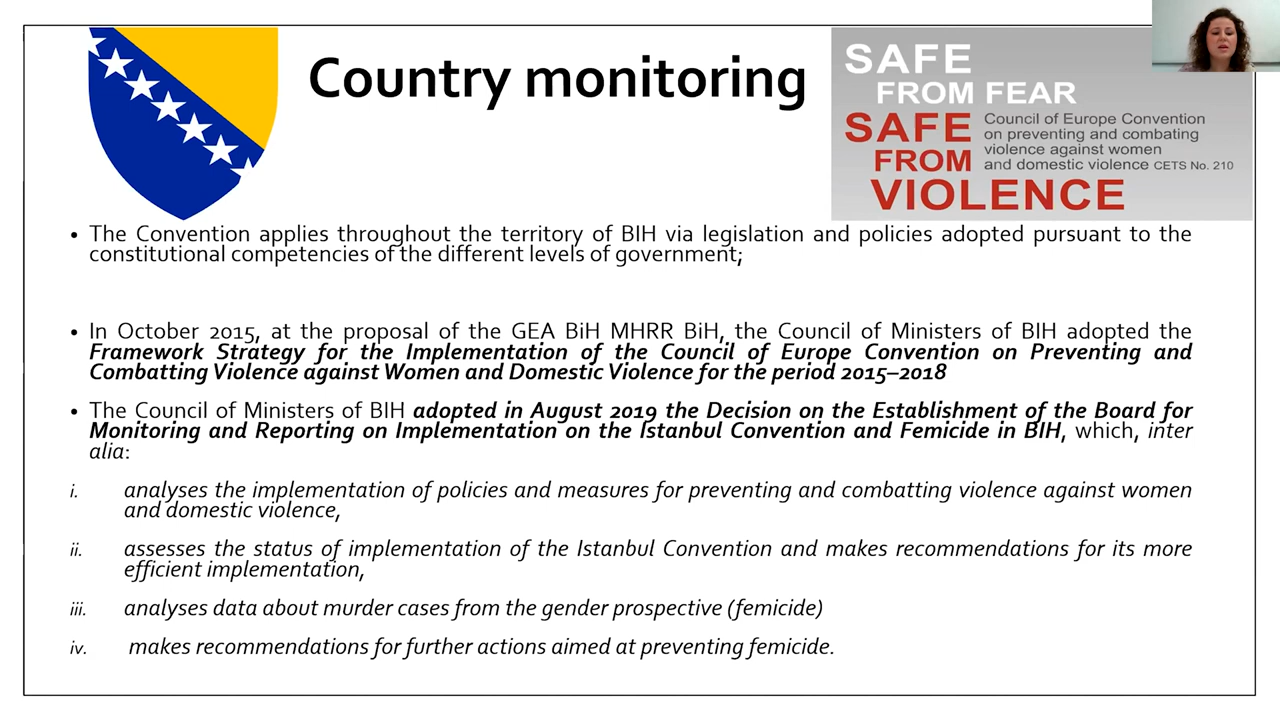 Country monitoring
SAFE
FROM FEAR
SAFE
FROM
VIOLENCE
Council of Europe Convention
on preventing and combating
violence against women
and domestic violence CETS No. 210
• The Convention applies throughout the territory of BIH via legislation and policies adopted pursuant to the
constitutional competencies of the different levels of government;
• In October 2015, at the proposal of the GEA BiH MHRR BiH, the Council of Ministers of BIH adopted the
Framework Strategy for the Implementation of the Council of Europe Convention on Preventing and
Combatting Violence against Women and Domestic Violence for the period 2015–2018
• The Council of Ministers of BIH adopted in August 2019 the Decision on the Establishment of the Board for
Monitoring and Reporting on Implementation on the Istanbul Convention and Femicide in BIH, which, inter
alia:
i. analyses the implementation of policies and measures for preventing and combatting violence against women
and domestic violence,
ii. assesses the status of implementation of the Istanbul Convention and makes recommendations for its more
efficient implementation,
iii. analyses data about murder cases from the gender prospective (femicide)
iv. makes recommendations for further actions aimed at preventing femicide.